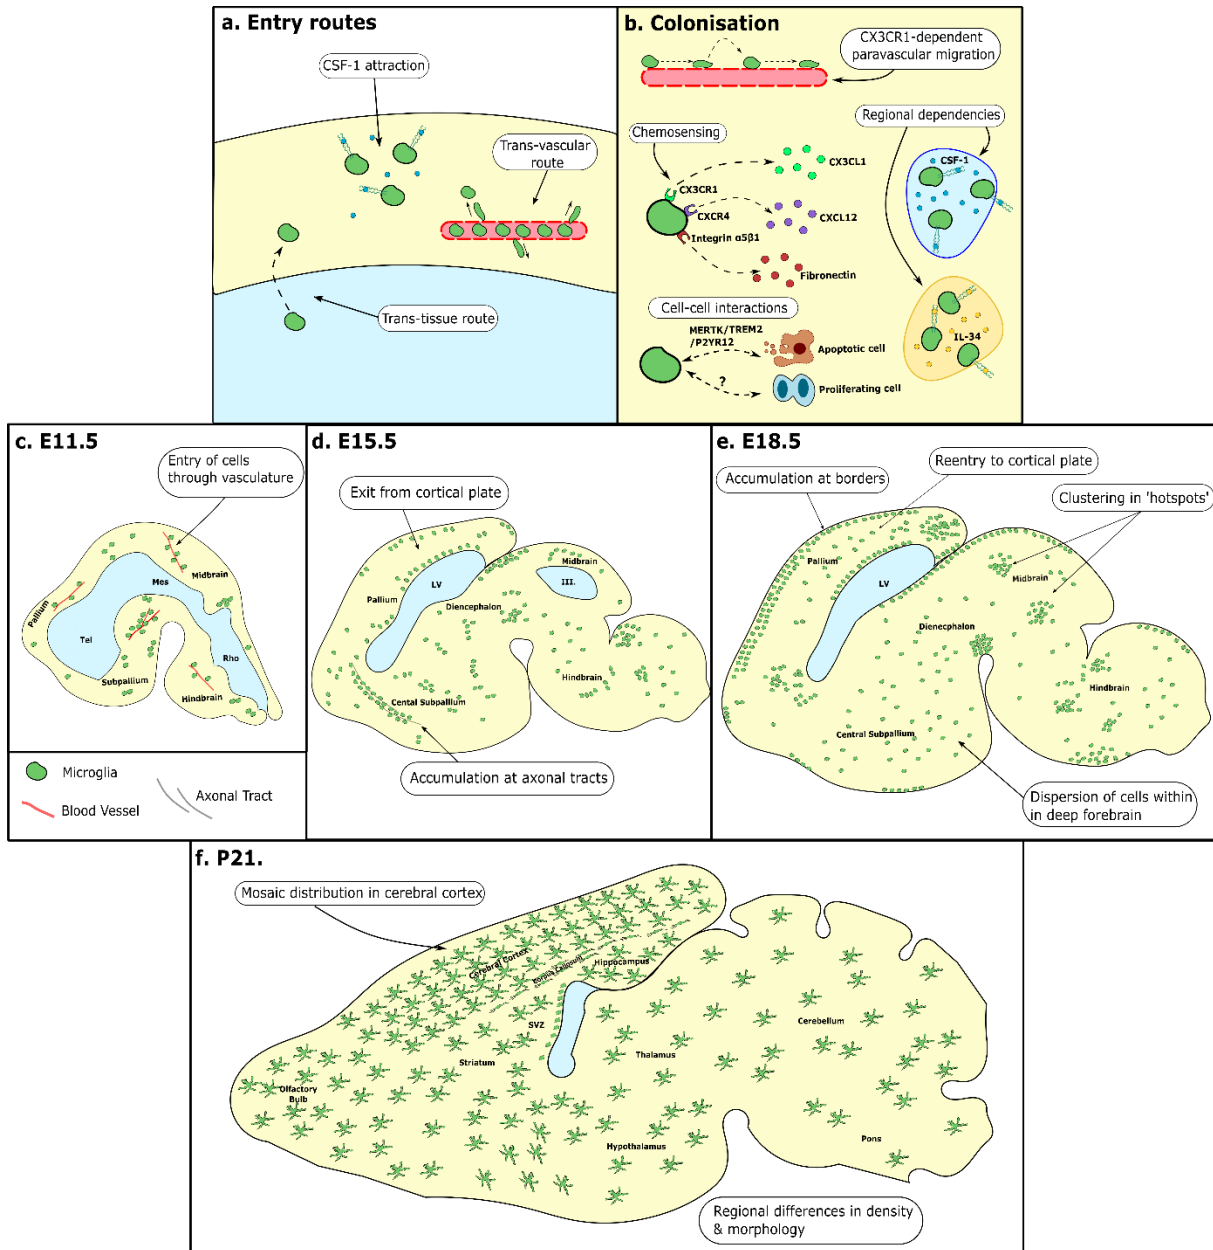 a. Entry routes
CSF-1 attraction
Trans-vascular
route
Trans-tissue route
b. Colonisation
CX3CR1-dependent
paravascular migration
Regional dependencies
Chemosensing
CX3CL1
CX3CR1
CXCR4
CXCL12
Integrin α5β1
Fibronectin
CSF-1
Cell-cell interactions
MERTK/TREM2
/P2YR12
Apoptotic cell
?
Proliferating cell
IL-34
c. E11.5
Entry of cells
through vasculature
Mes
Midbrain
Pallium
Tel
Rho
Subpallium
Hindbrain
Microglia
Blood Vessel
Axonal Tract
d. E15.5
Exit from cortical plate
Midbrain
LV
III.
Pallium
Diencephalon
Hindbrain
Cental Subpallium
Accumulation at axonal tracts
e. E18.5
Reentry to cortical plate
Accumulation at borders
Clustering in 'hotspots'
Pallium
LV
Midbrain
Dienecphalon
Hindbrain
Central Subpallium
Dispersion of cells within
in deep forebrain
f. P21.
Mosaic distribution in cerebral cortex
Cerebral Cortex
Corpus Callosum
Hippocampus
SVZ
Cerebellum
Striatum
Thalamus
Olfactory
Bulb
Hypothalamus
Pons
Regional differences in density
& morphology